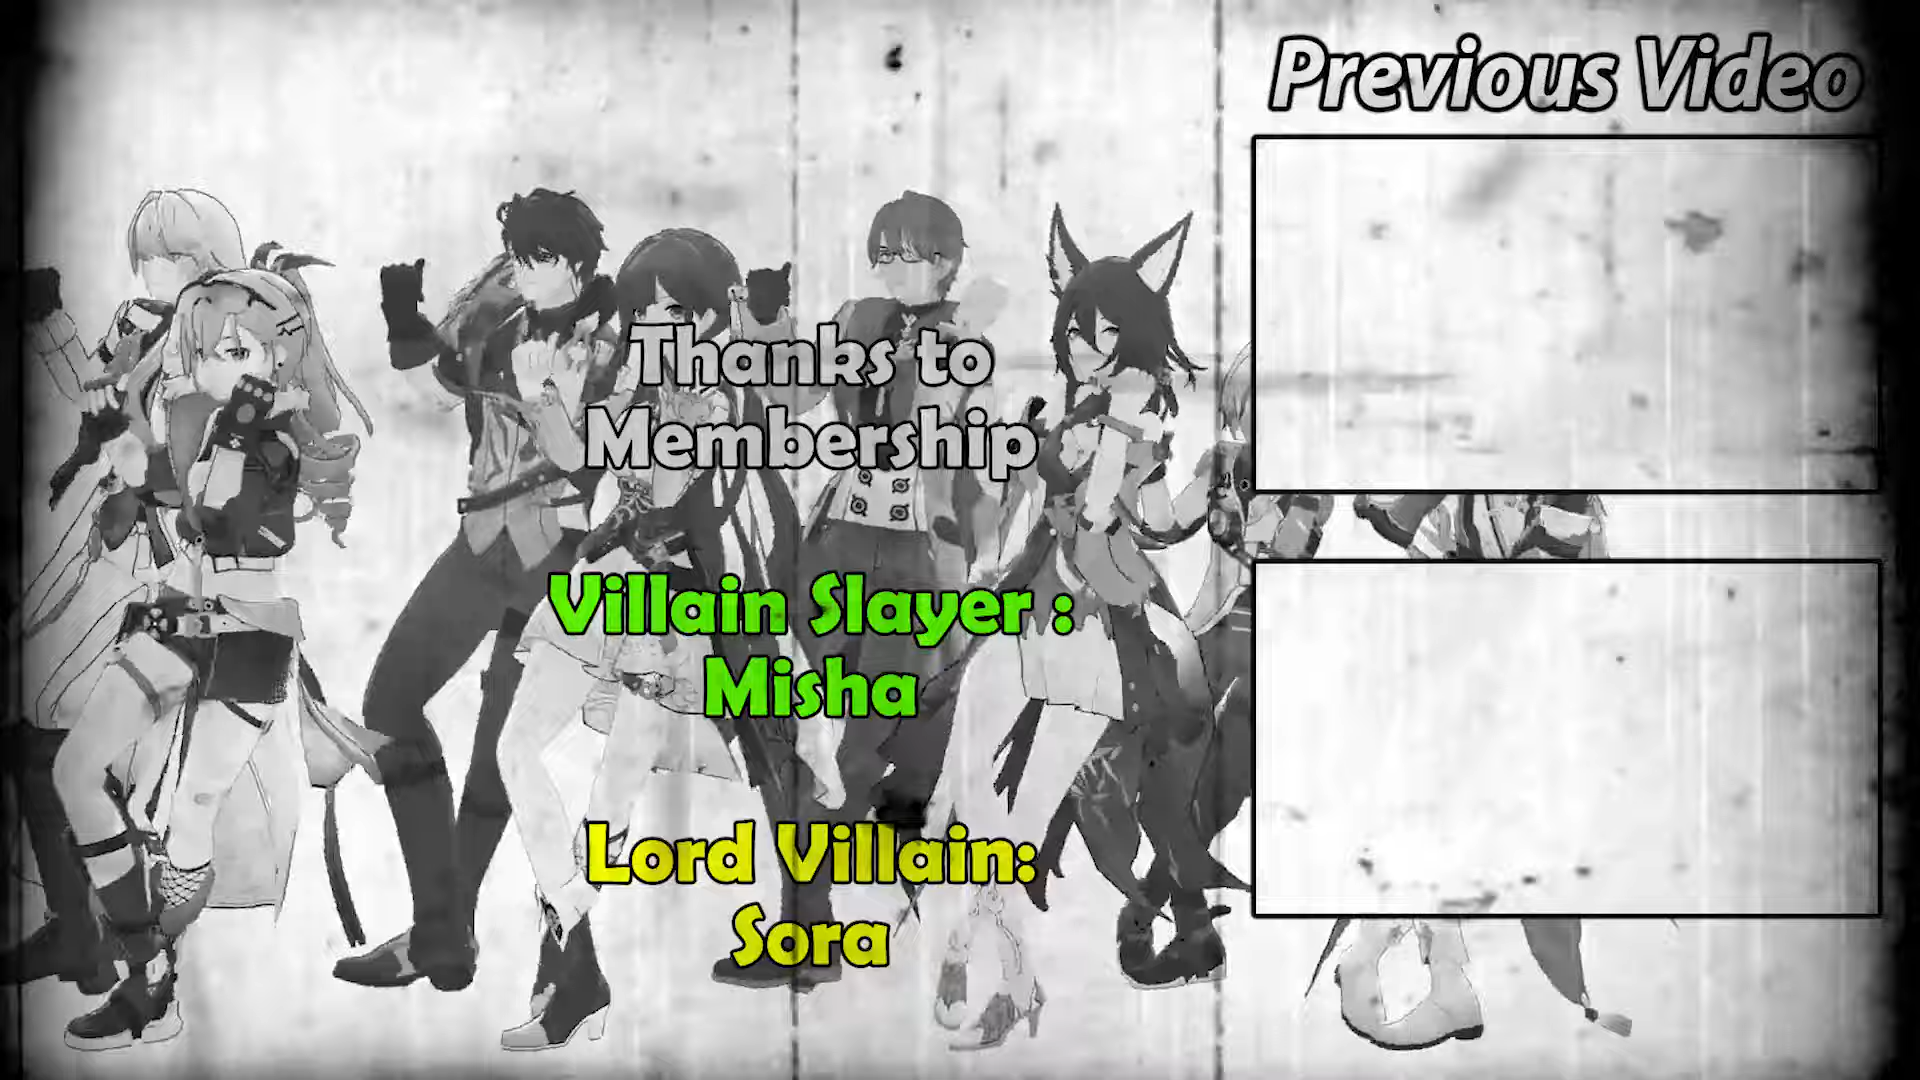 Previous Video
Thanks to
Membership
Villain Slayer :
Misha
Lord Villain:
Sora